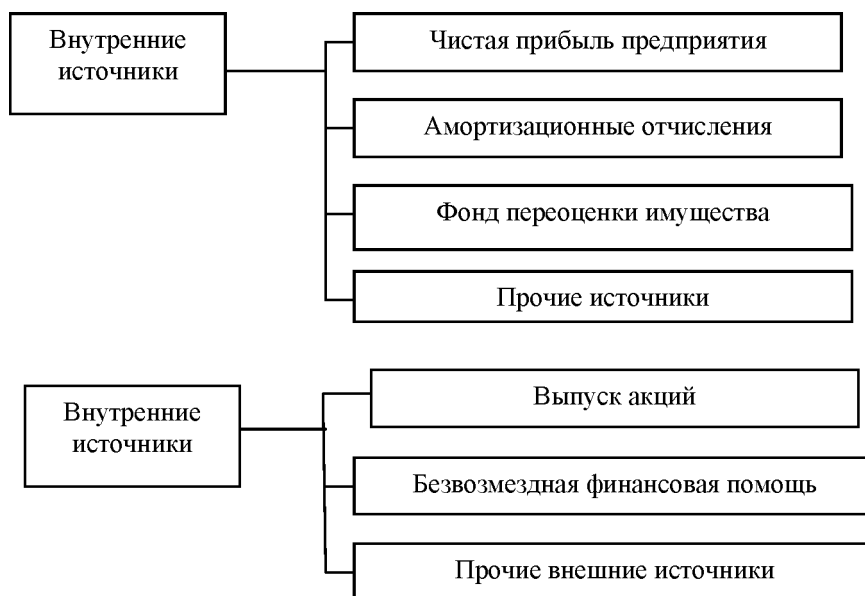 Внутренние
источники
Чистая прибыль предприятия
Амортизационные отчисления
Фонд переоценки имущества
Прочие источники
Внутренние
источники
Выпуск акций
Безвозмездная финансовая помощь
Прочие внешние источники